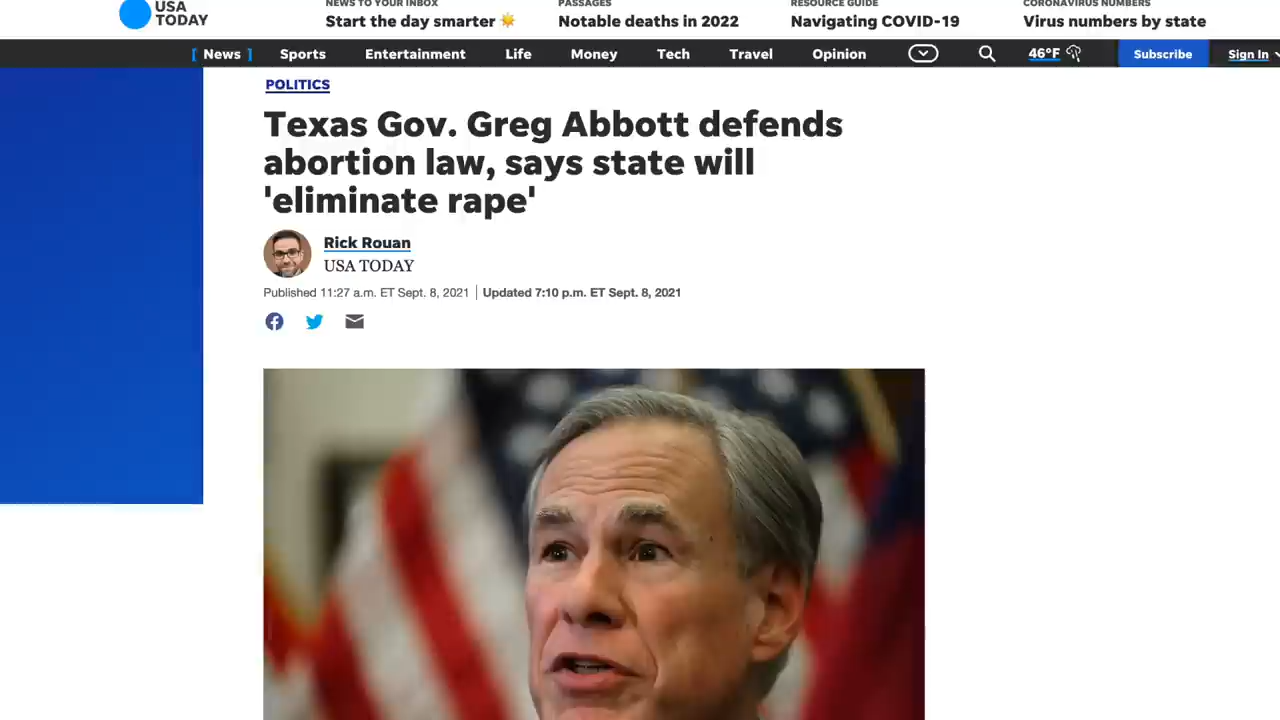 USA
TODAY
NEWS TO YOUR INBOX
Start the day smarter ☀️
PASSAGES
Notable deaths in 2022
RESOURCE GUIDE
Navigating COVID-19
CORONAVIRUS NUMBERS
Virus numbers by state
[ News ] Sports Entertainment Life Money Tech Travel Opinion 46°F Subscribe Sign In
POLITICS
Texas Gov. Greg Abbott defends
abortion law, says state will
'eliminate rape'
Rick Rouan
USA TODAY
Published 11:27 a.m. ET Sept. 8, 2021 | Updated 7:10 p.m. ET Sept. 8, 2021